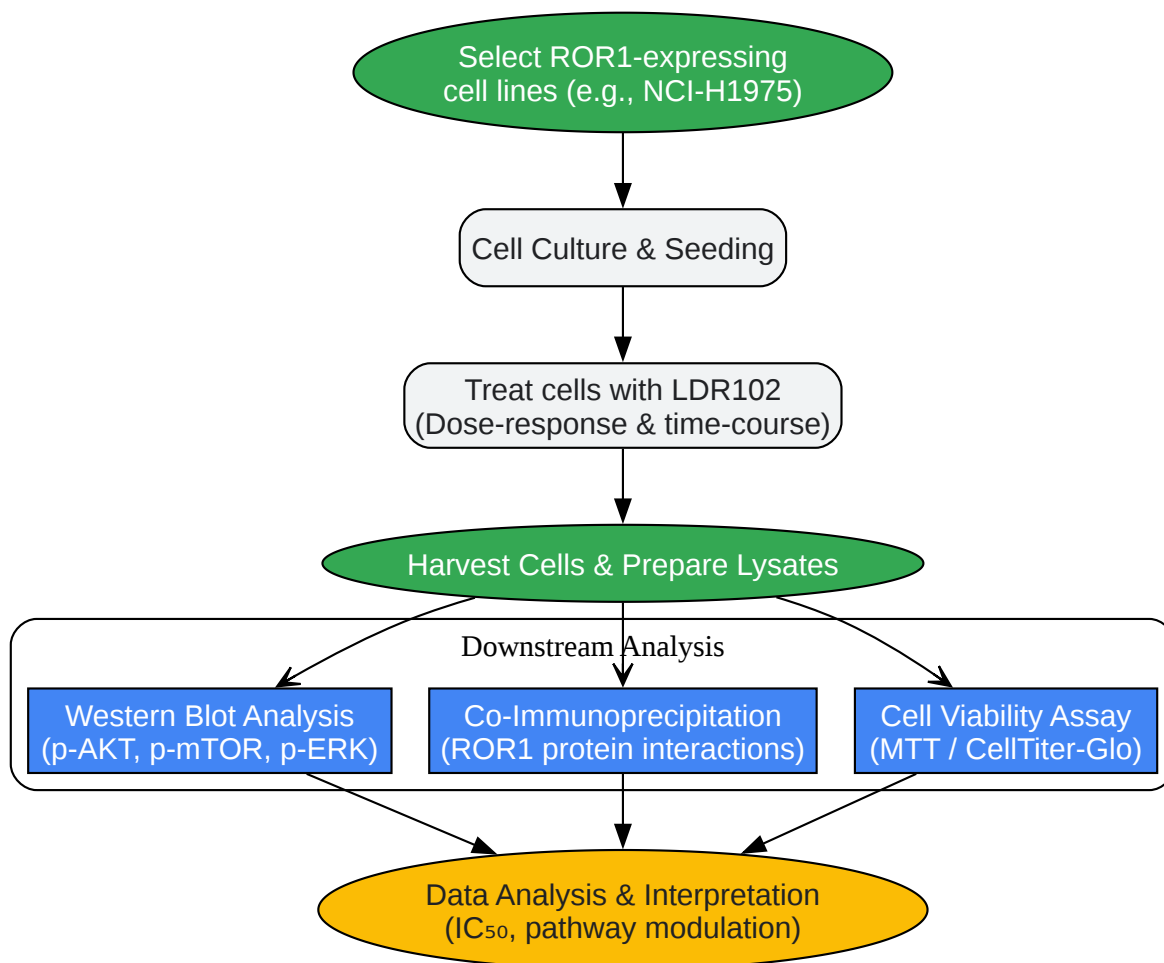 Select ROR1-expressing
cell lines (e.g., NCI-H1975)
Cell Culture & Seeding
Treat cells with LDR102
(Dose-response & time-course)
Harvest Cells & Prepare Lysates
Downstream Analysis
Western Blot Analysis
(p-AKT, p-mTOR, p-ERK)
Co-Immunoprecipitation
(ROR1 protein interactions)
Cell Viability Assay
(MTT / CellTiter-Glo)
Data Analysis & Interpretation
(IC₅₀, pathway modulation)